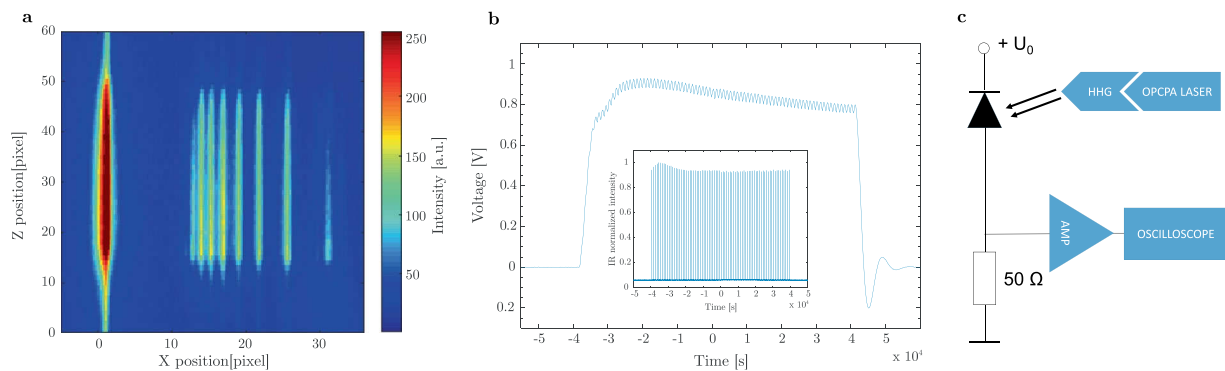 a
60
50
40
30
20
10
0
Z position[pixel]
0
10
20
30
X position[pixel]
250
200
150
100
50
Intensity [a.u.]
b
1
0.8
0.6
0.4
0.2
0
0.2
Voltage [V]
-5
-4
-3
-2
-1
0
1
2
3
4
5
x 10⁴
Time [s]
1
0.8
0.6
0.4
0.2
0
IR normalized intensity
-5
-4
-3
-2
-1
0
1
2
3
4
5
x 10⁴
Time [s]
c
+ U₀
HHG
OPCPA LASER
AMP
OSCILLOSCOPE
50 Ω